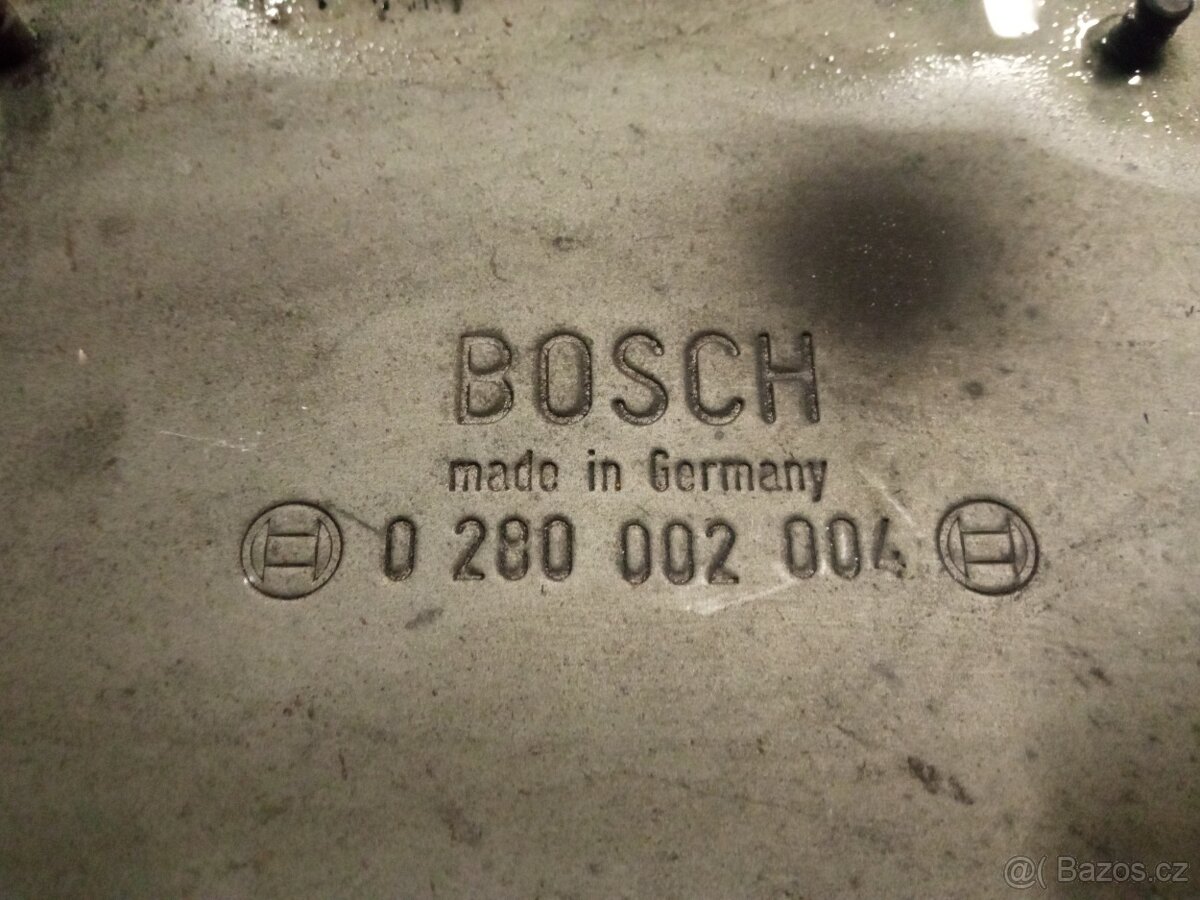 BOSCH
made in Germany
0 280 002 004
@( Bazos.cz